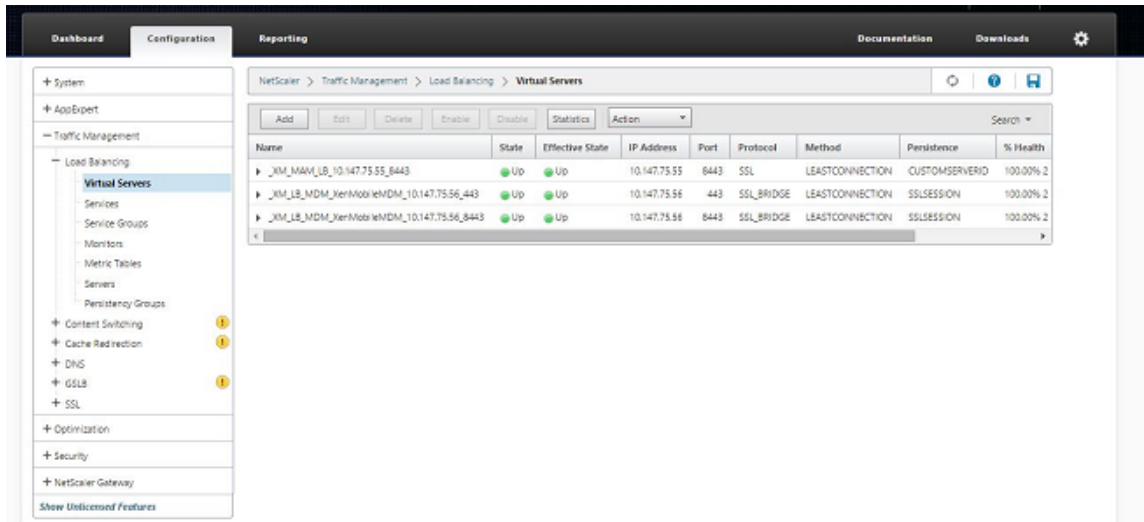 Dashboard Configuration Reporting Documentation Downloads
+ System
+ AppExpert
− Traffic Management
− Load Balancing
Virtual Servers
Services
Service Groups
Monitors
Metric Tables
Servers
Persistency Groups
+ Content Switching
+ Cache Redirection
+ DNS
+ GSLB
+ SSL
+ Optimization
+ Security
+ NetScaler Gateway
Show Unlicensed Features
NetScaler > Traffic Management > Load Balancing > Virtual Servers
Add Edit Delete Enable Disable Statistics Action Search
Name State Effective State IP Address Port Protocol Method Persistence % Health
_XM_MAM_LB_10.147.75.55_8443 Up Up 10.147.75.55 8443 SSL LEASTCONNECTION CUSTOMSERVERID 100.00% 2
_XM_LB_MDM_XenMobileMDM_10.147.75.56_443 Up Up 10.147.75.56 443 SSL_BRIDGE LEASTCONNECTION SSLSESSION 100.00% 2
_XM_LB_MDM_XenMobileMDM_10.147.75.56_8443 Up Up 10.147.75.56 8443 SSL_BRIDGE LEASTCONNECTION SSLSESSION 100.00% 2